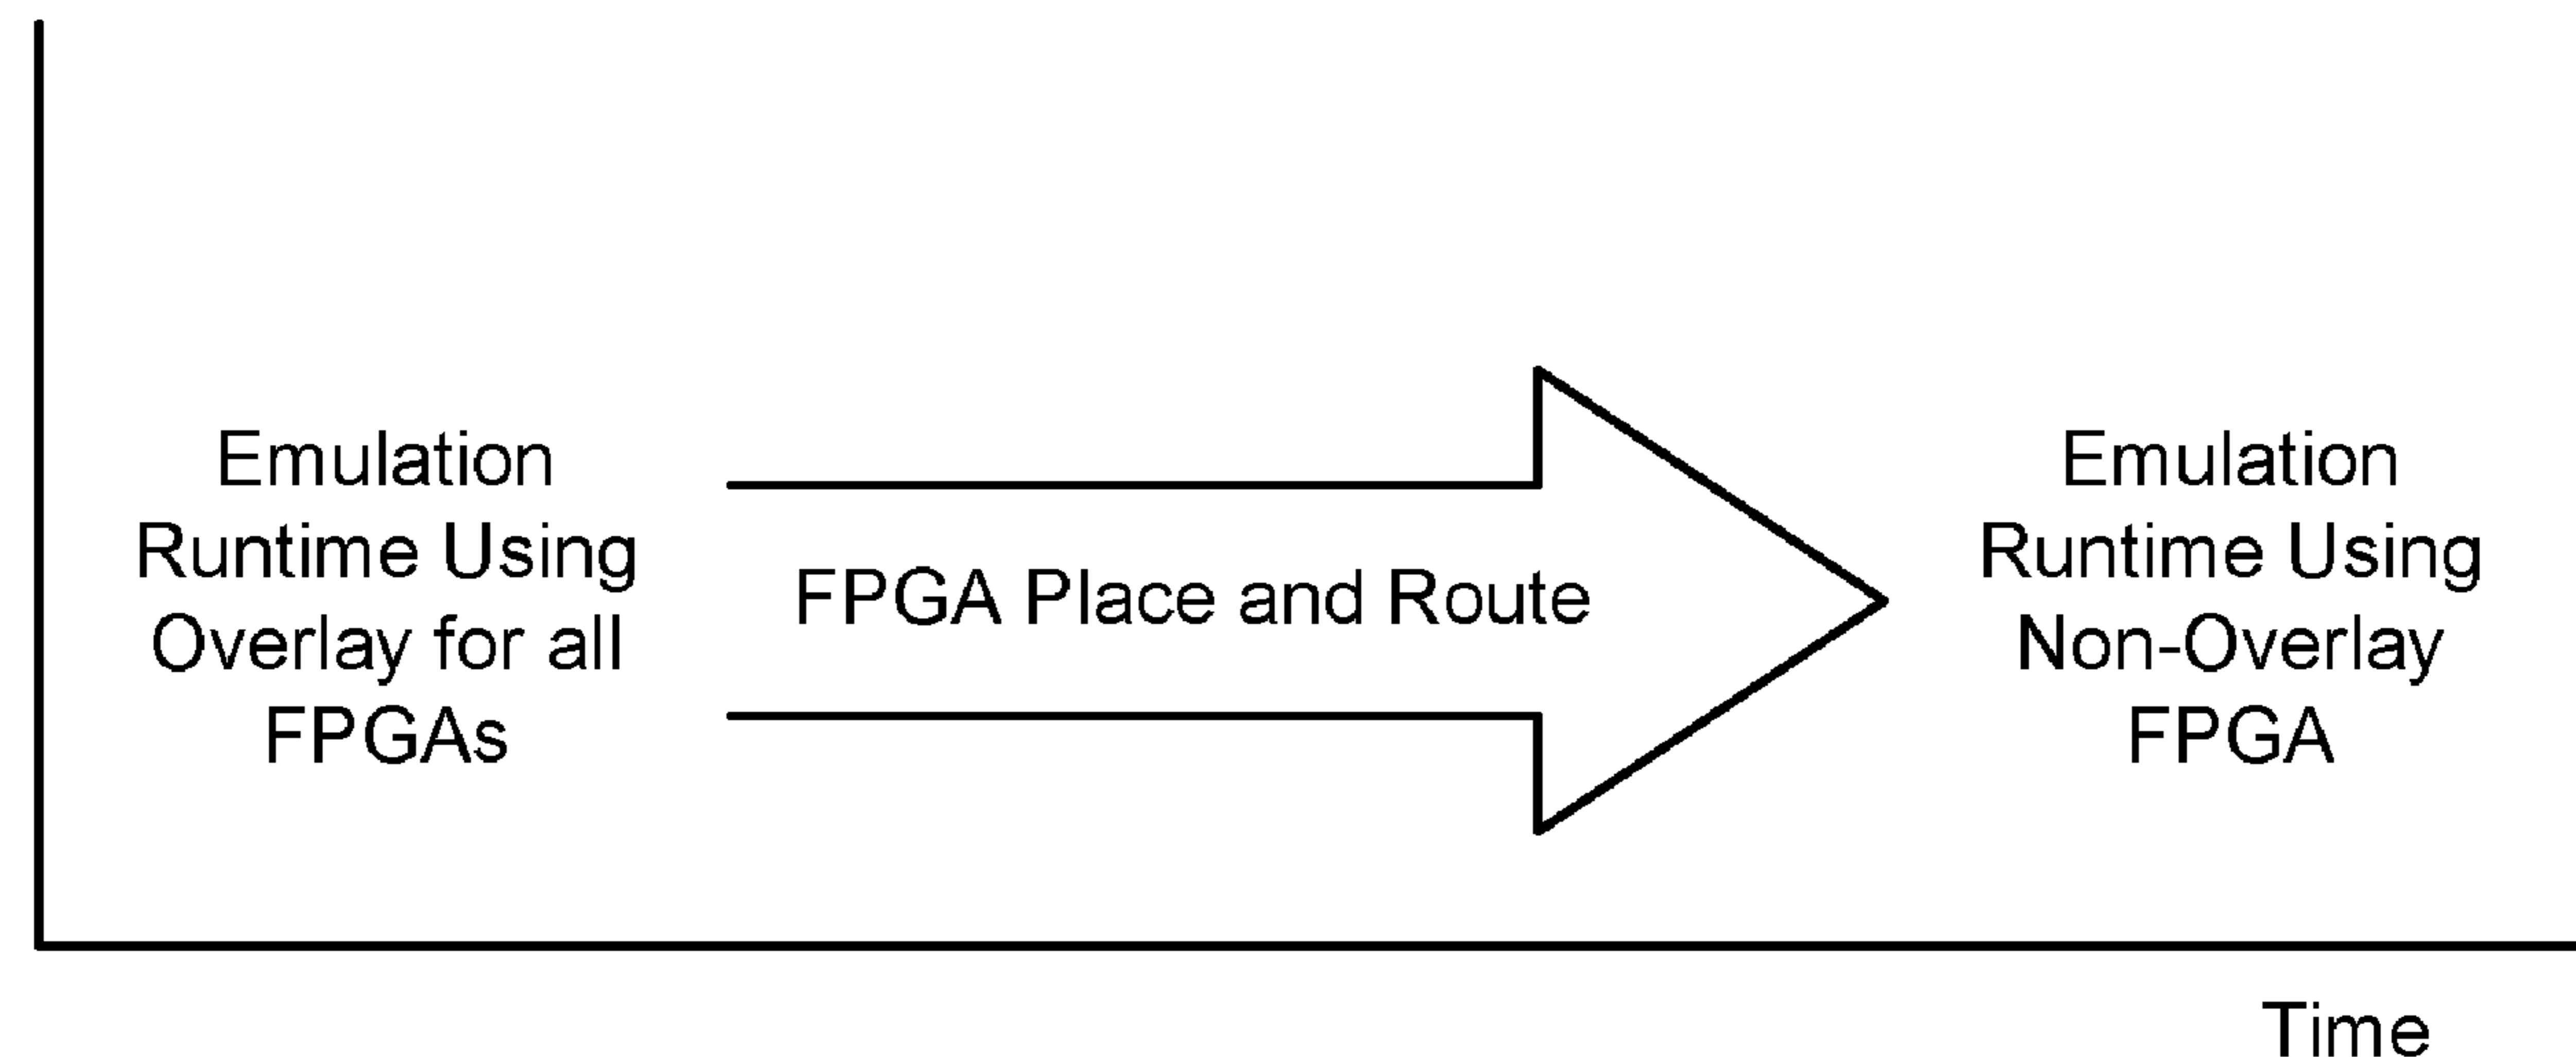 Emulation
Runtime Using
Overlay for all
FPGAs
FPGA Place and Route
Emulation
Runtime Using
Non-Overlay
FPGA
Time